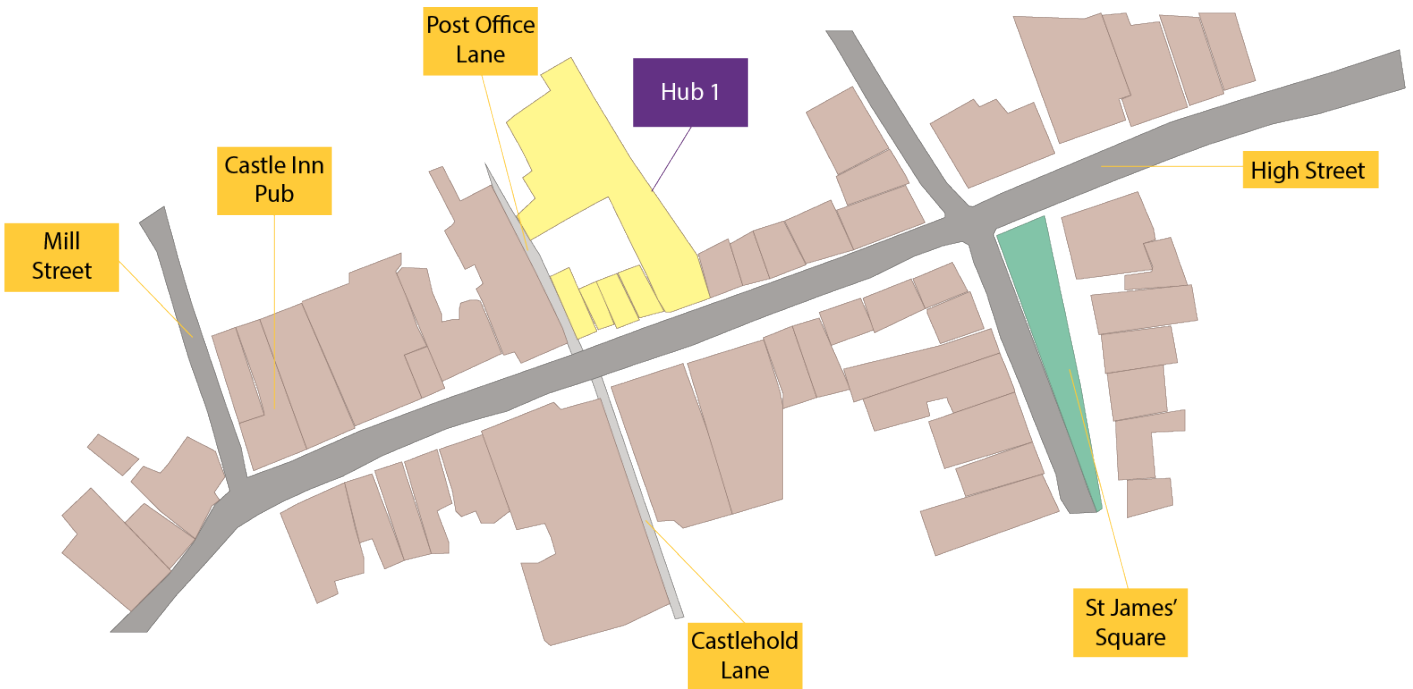 Post Office
Lane
Hub 1
Castle Inn
Pub
High Street
Mill
Street
St James’
Square
Castlehold
Lane